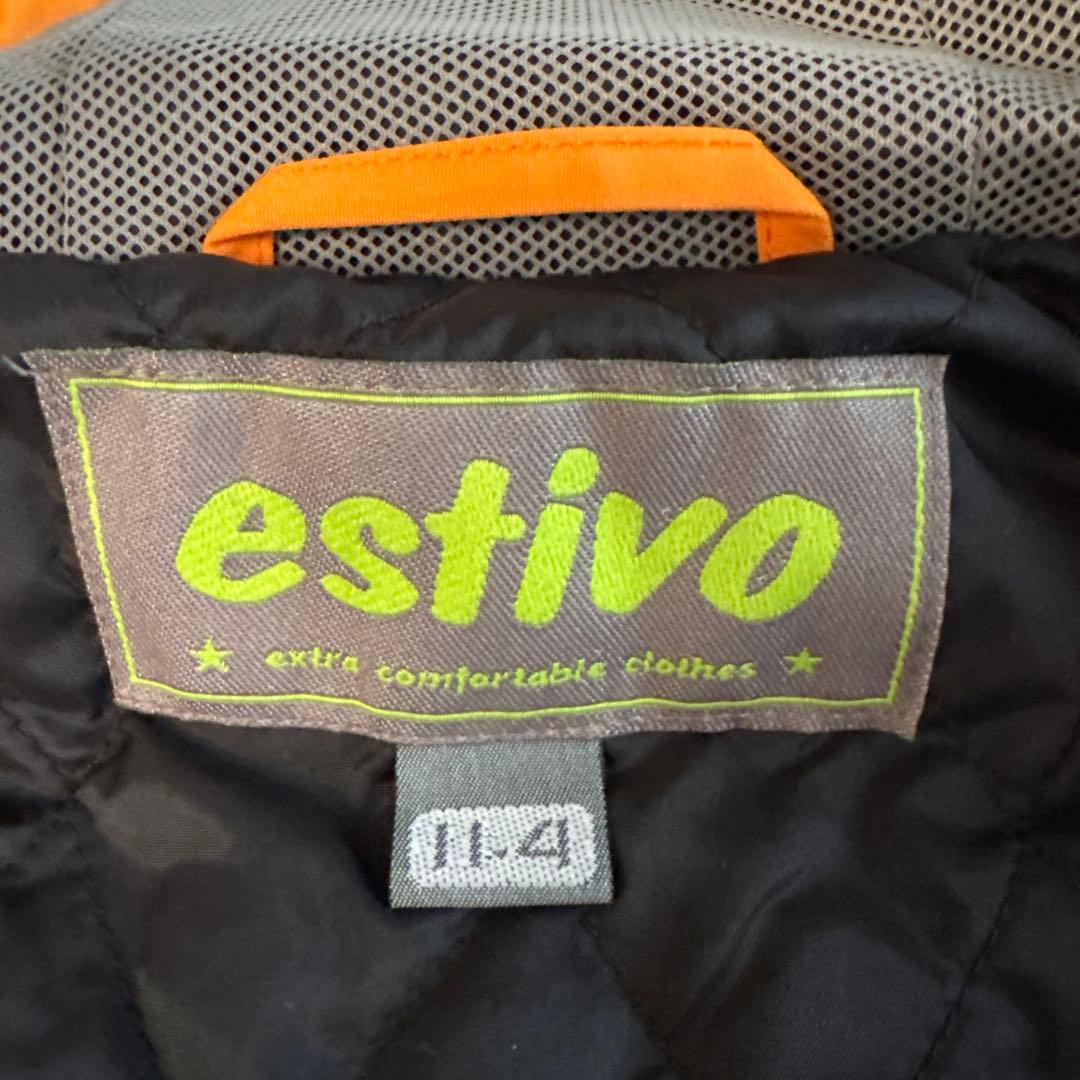 estivo
★ extra comfortable clothes ★
11.4